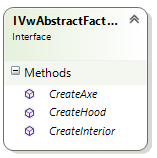 IVwAbstractFact...
Interface
Methods
CreateAxe
CreateHood
CreateInterior